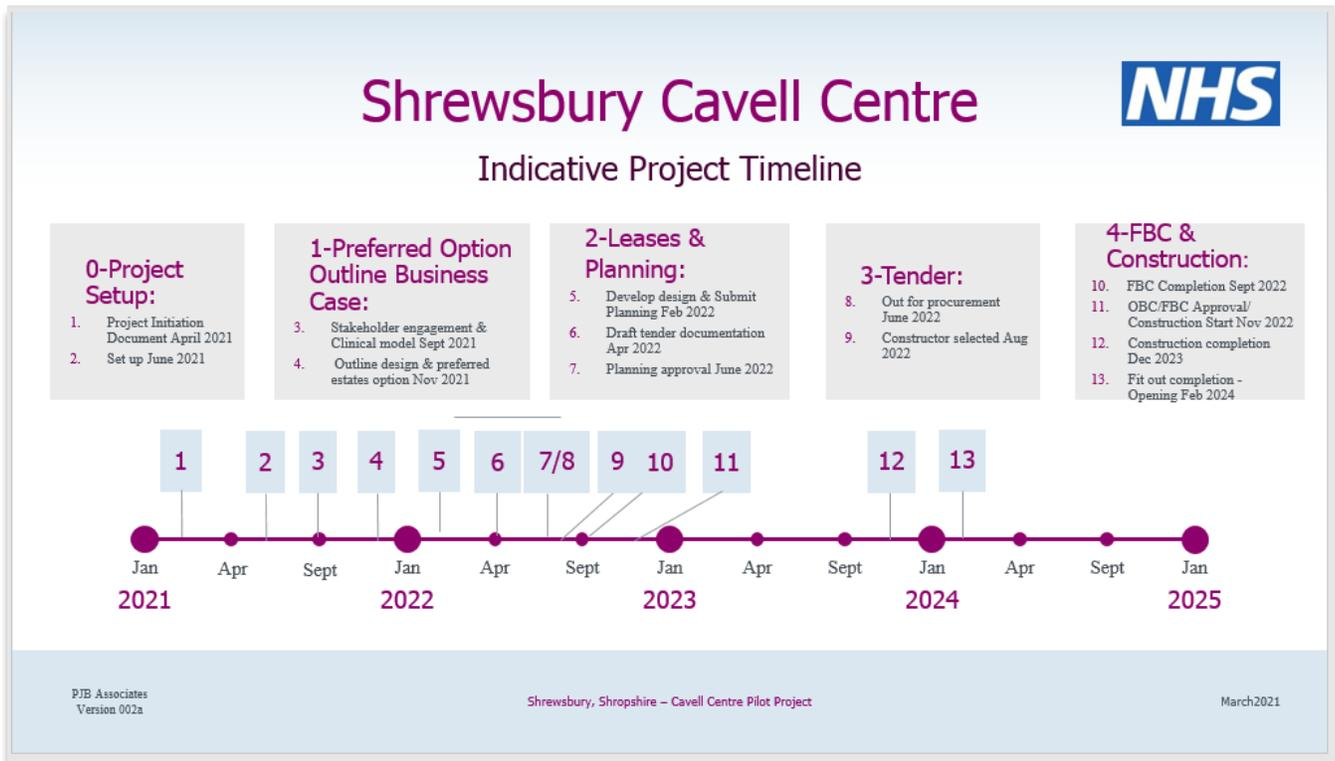 Shrewsbury Cavell Centre
NHS
Indicative Project Timeline
0-Project
Setup:
1. Project Initiation
Document April 2021
2. Set up June 2021
1-Preferred Option
Outline Business
Case:
3. Stakeholder engagement &
Clinical model Sept 2021
4. Outline design & preferred
estates option Nov 2021
2-Leases &
Planning:
5. Develop design & Submit
Planning Feb 2022
6. Draft tender documentation
Apr 2022
7. Planning approval June 2022
3-Tender:
8. Out for procurement
June 2022
9. Constructor selected Aug
2022
4-FBC &
Construction:
10. FBC Completion Sept 2022
11. OBC/FBC Approval/
Construction Start Nov 2022
12. Construction completion
Dec 2023
13. Fit out completion -
Opening Feb 2024
1 2 3 4 5 6 7/8 9 10 11 12 13
Jan Apr Sept Jan Apr Sept Jan Apr Sept Jan Apr Sept Jan
2021 2022 2023 2024 2025
PJB Associates
Version 002a
Shrewsbury, Shropshire – Cavell Centre Pilot Project
March2021